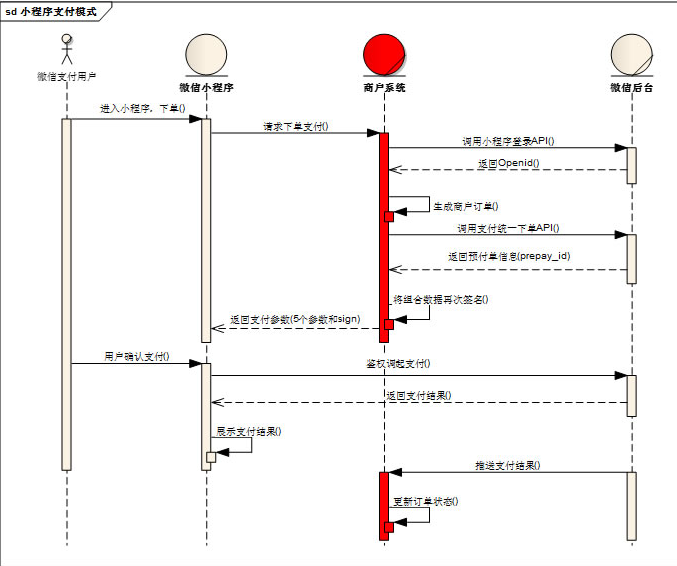 sd 小程序支付模式
微信支付用户
微信小程序
商户系统
微信后台
进入小程序，下单()
请求下单支付()
调用小程序登录API()
返回Openid()
生成商户订单()
调用支付统一下单API()
返回预付单信息(prepay_id)
将组合数据再次签名()
返回支付参数(5个参数和sign)
用户确认支付()
鉴权调起支付()
返回支付结果()
展示支付结果()
推送支付结果()
更新订单状态()